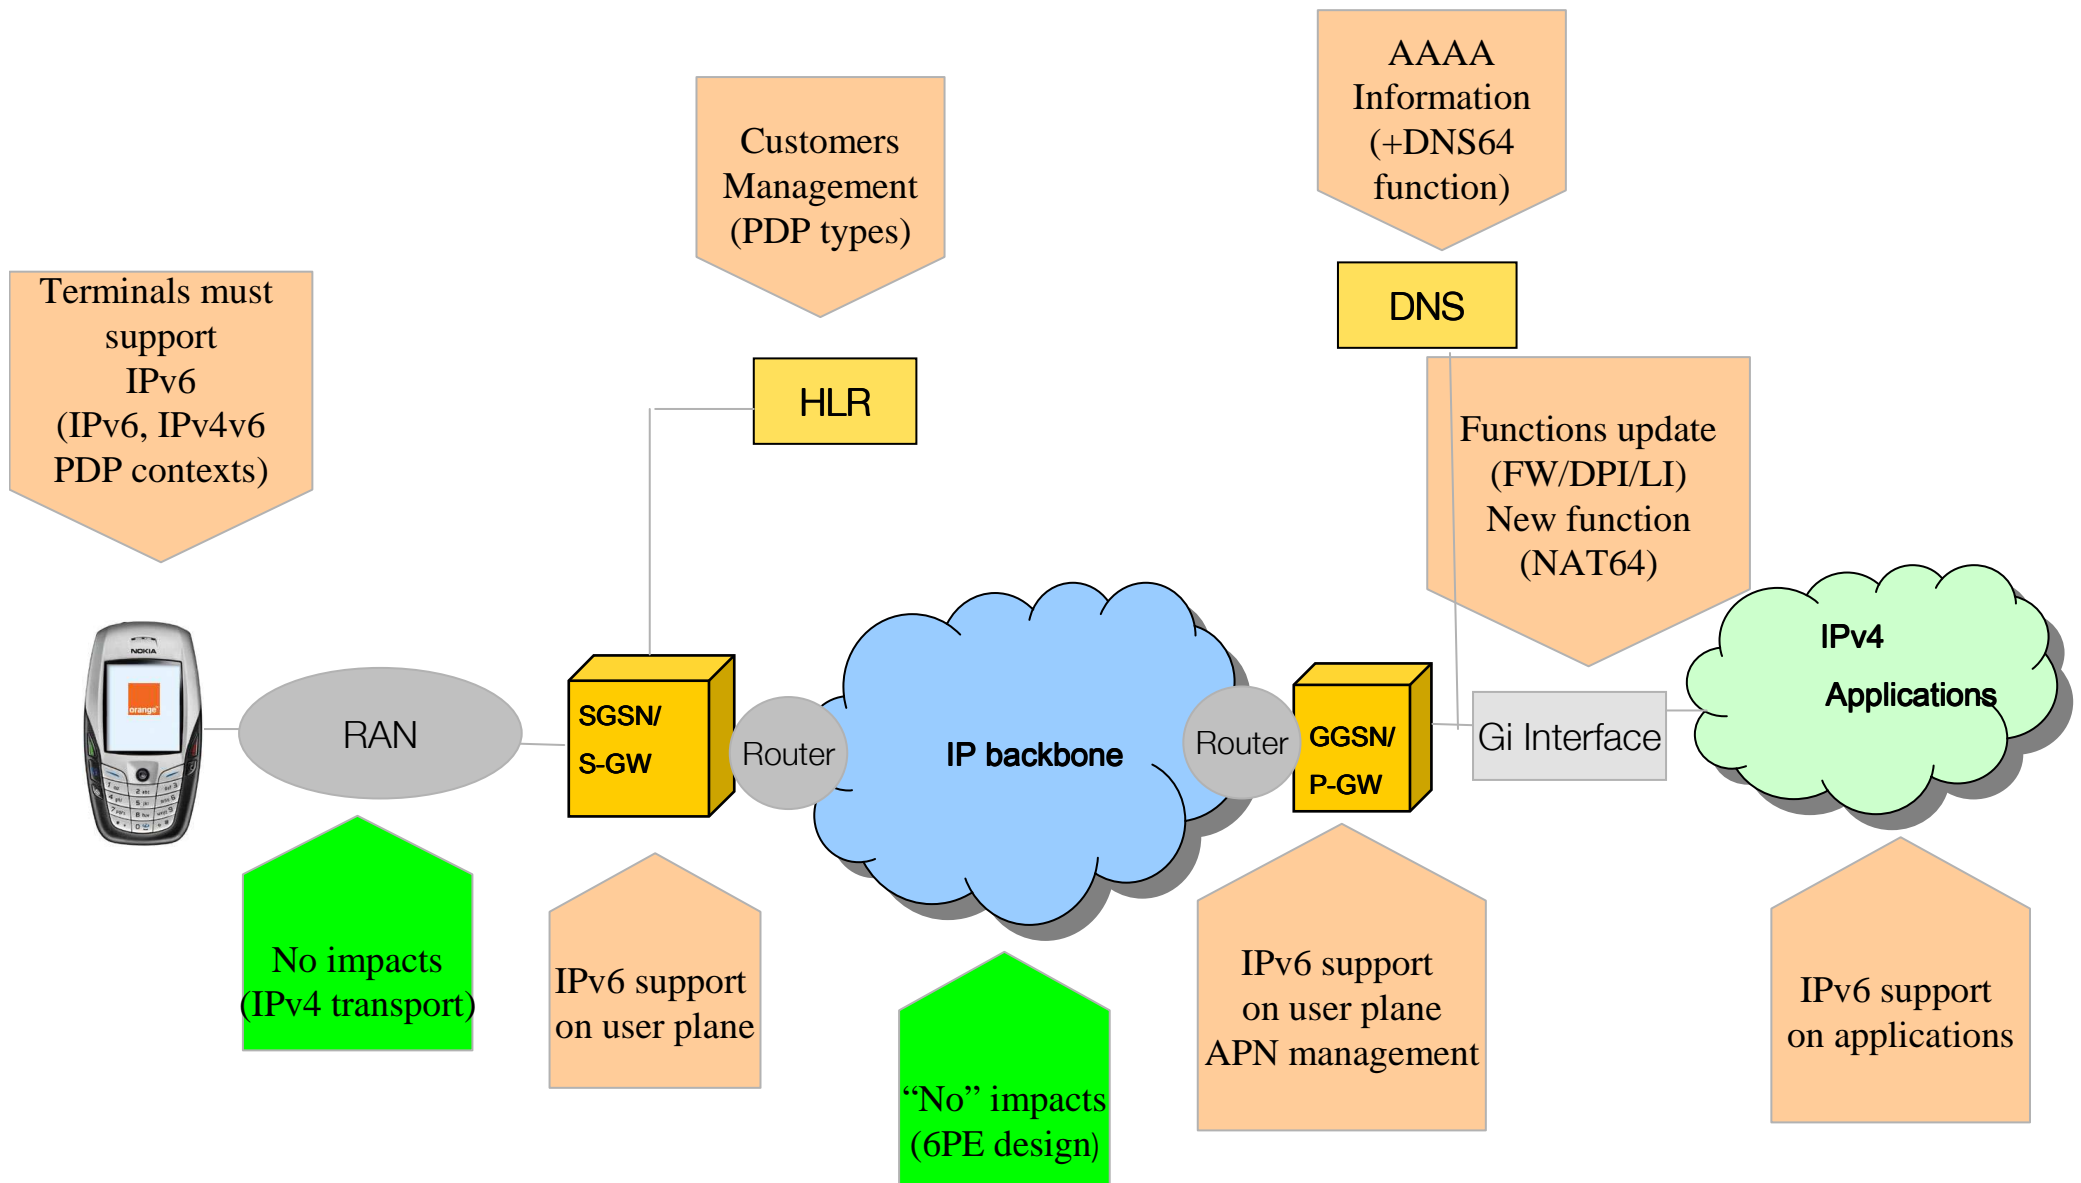 AAAA
Information
(+DNS64
function)
Customers
Management
(PDP types)
Terminals must
support
IPv6
(IPv6, IPv4v6
PDP contexts)
DNS
HLR
Functions update
(FW/DPI/LI)
New function
(NAT64)
NOKIA
orange
RAN
SGSN/
S-GW
Router
IP backbone
Router
GGSN/
P-GW
Gi Interface
IPv4
Applications
No impacts
(IPv4 transport)
IPv6 support
on user plane
“No” impacts
(6PE design)
IPv6 support
on user plane
APN management
IPv6 support
on applications